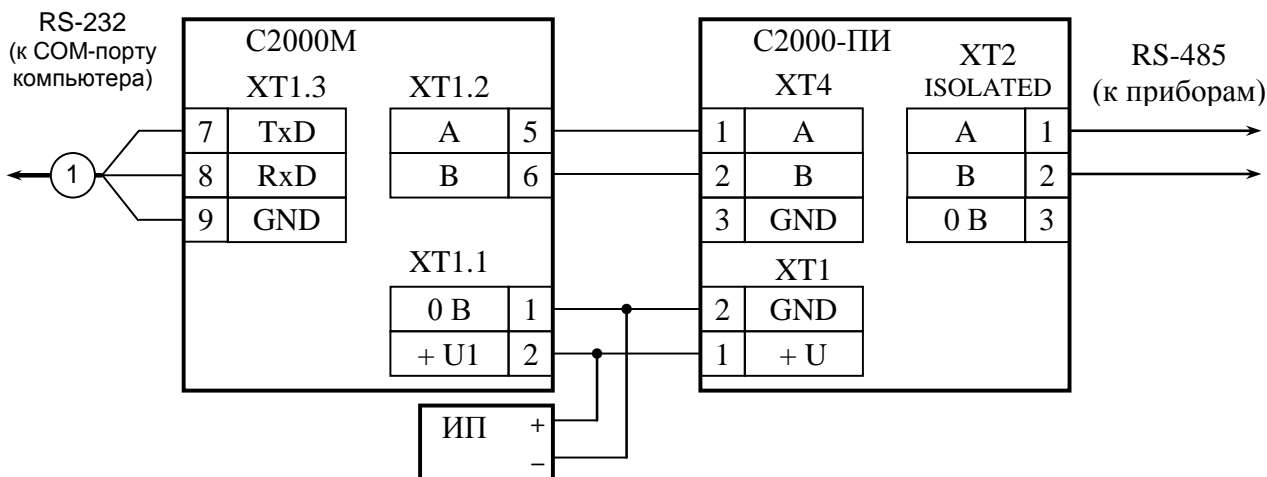 RS-232
(к COM-порту
компьютера)
1
С2000М
XT1.3
7 TxD
8 RxD
9 GND
XT1.2
A 5
B 6
XT1.1
0 В 1
+ U1 2
ИП +
−
С2000-ПИ
XT4
1 A
2 B
3 GND
XT1
2 GND
1 + U
XT2
ISOLATED
A 1
B 2
0 В 3
RS-485
(к приборам)